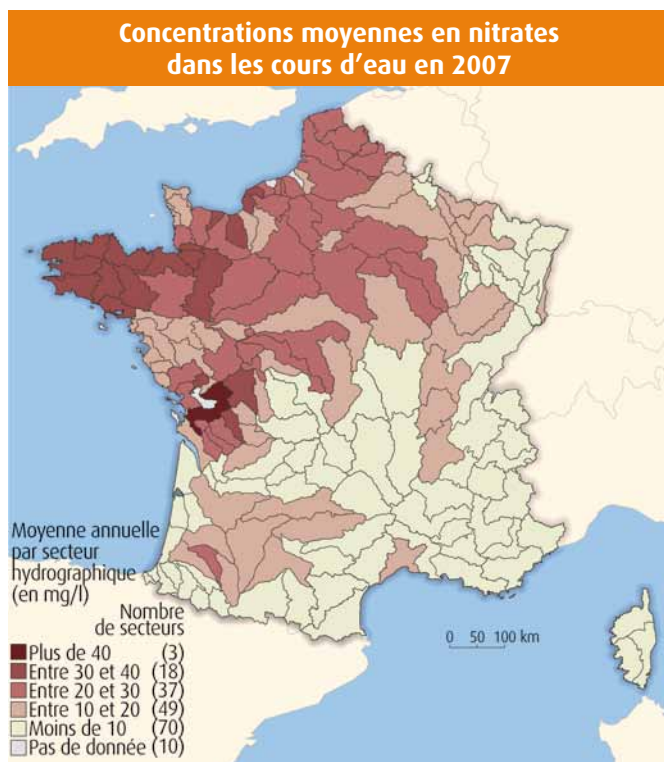 Concentrations moyennes en nitrates
dans les cours d'eau en 2007
Moyenne annuelle
par secteur
hydrographique
(en mg/l)
Nombre
de secteurs
Plus de 40 (3)
Entre 30 et 40 (18)
Entre 20 et 30 (37)
Entre 10 et 20 (49)
Moins de 10 (70)
Pas de donnée (10)
0 50 100 km